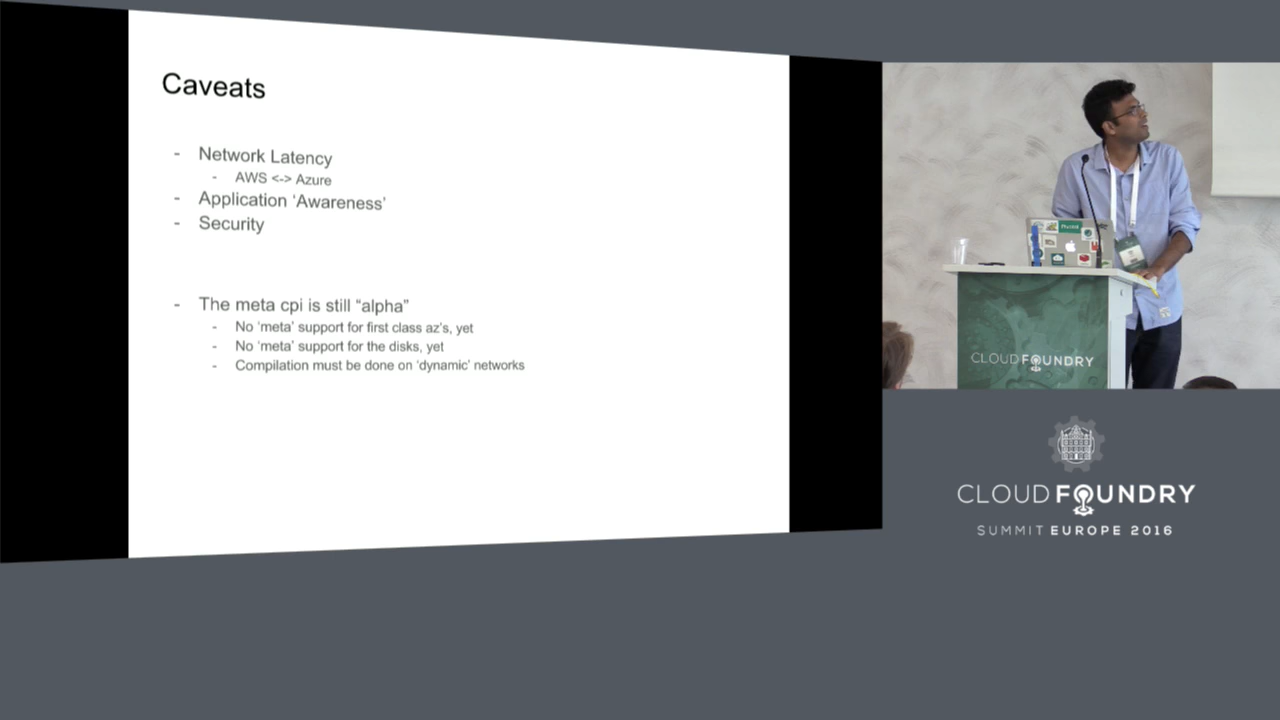 Caveats
- Network Latency
- AWS <-> Azure
- Application ‘Awareness’
- Security
- The meta cpi is still “alpha”
- No ‘meta’ support for first class az’s, yet
- No ‘meta’ support for the disks, yet
- Compilation must be done on ‘dynamic’ networks
CLOUD FOUNDRY
CLOUD FOUNDRY
SUMMIT EUROPE 2016